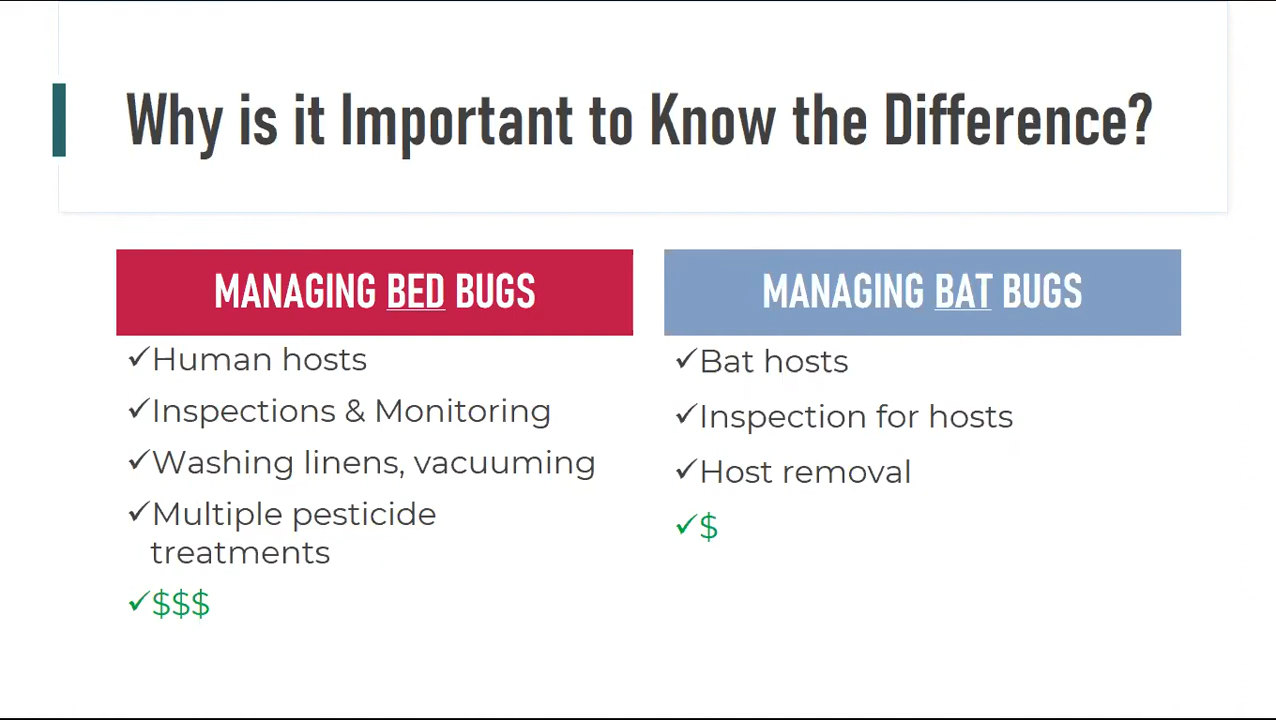 Why is it Important to Know the Difference?
MANAGING BED BUGS
✓Human hosts
✓Inspections & Monitoring
✓Washing linens, vacuuming
✓Multiple pesticide
treatments
✓$$$
MANAGING BAT BUGS
✓Bat hosts
✓Inspection for hosts
✓Host removal
✓$